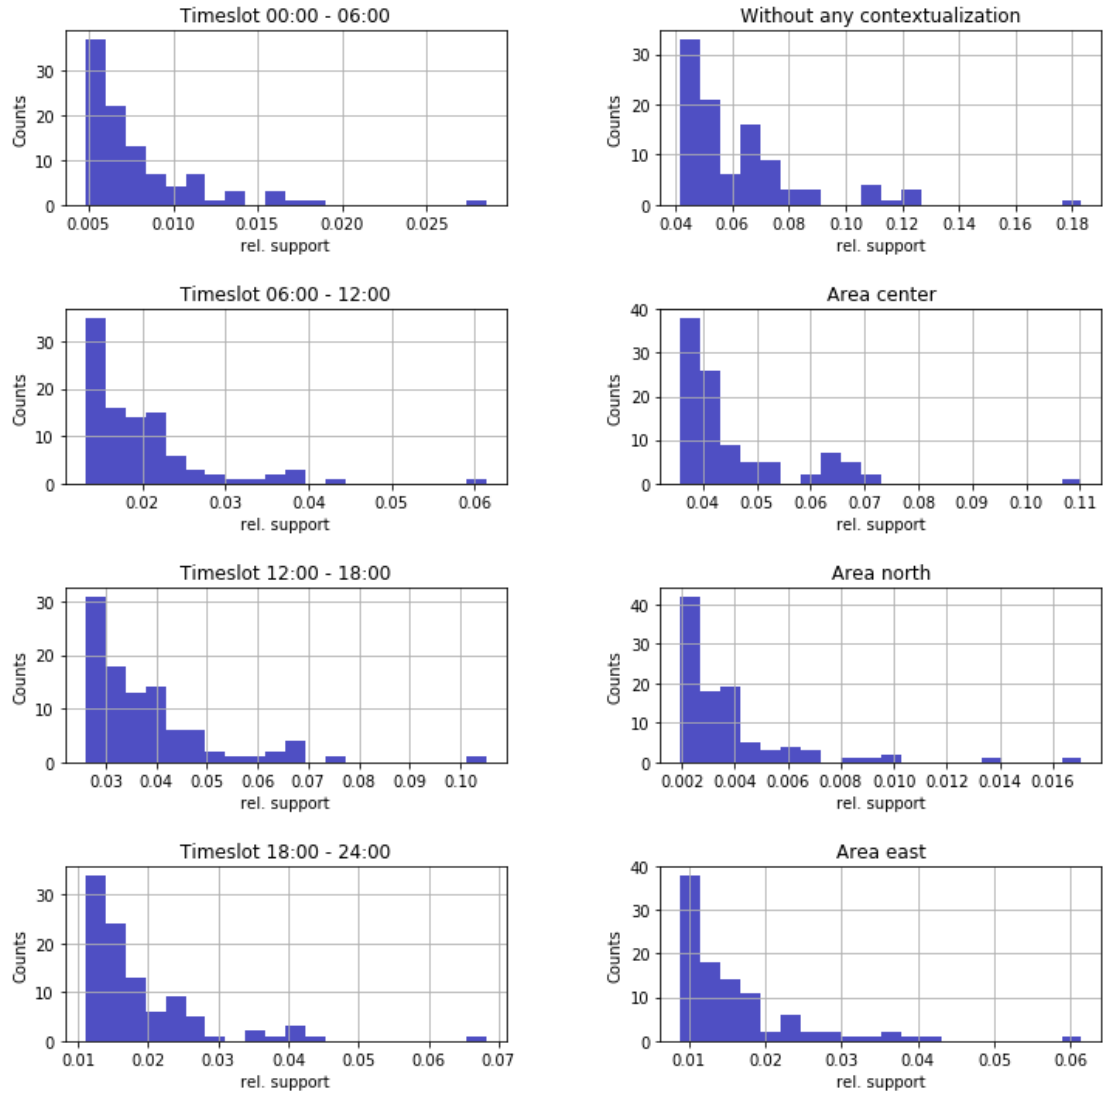 Timeslot 00:00 - 06:00
Counts
30
20
10
0
0.005 0.010 0.015 0.020 0.025
rel. support
Without any contextualization
Counts
30
20
10
0
0.04 0.06 0.08 0.10 0.12 0.14 0.16 0.18
rel. support
Timeslot 06:00 - 12:00
Counts
30
20
10
0
0.02 0.03 0.04 0.05 0.06
rel. support
Area center
Counts
40
30
20
10
0
0.04 0.05 0.06 0.07 0.08 0.09 0.10 0.11
rel. support
Timeslot 12:00 - 18:00
Counts
30
20
10
0
0.03 0.04 0.05 0.06 0.07 0.08 0.09 0.10
rel. support
Area north
Counts
40
30
20
10
0
0.002 0.004 0.006 0.008 0.010 0.012 0.014 0.016
rel. support
Timeslot 18:00 - 24:00
Counts
30
20
10
0
0.01 0.02 0.03 0.04 0.05 0.06 0.07
rel. support
Area east
Counts
40
30
20
10
0
0.01 0.02 0.03 0.04 0.05 0.06
rel. support